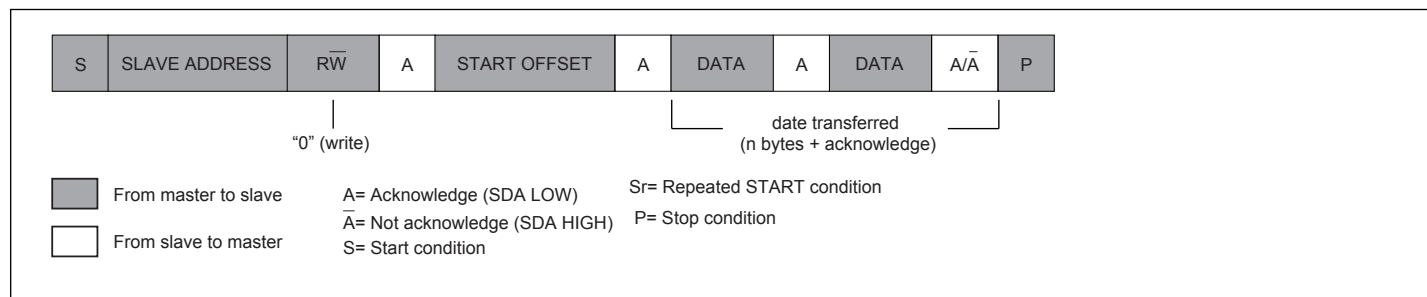 S SLAVE ADDRESS RW̅ A START OFFSET A DATA A DATA A/A̅ P
“0” (write)
date transferred
(n bytes + acknowledge)
From master to slave
From slave to master
A= Acknowledge (SDA LOW)
A̅= Not acknowledge (SDA HIGH)
S= Start condition
Sr= Repeated START condition
P= Stop condition